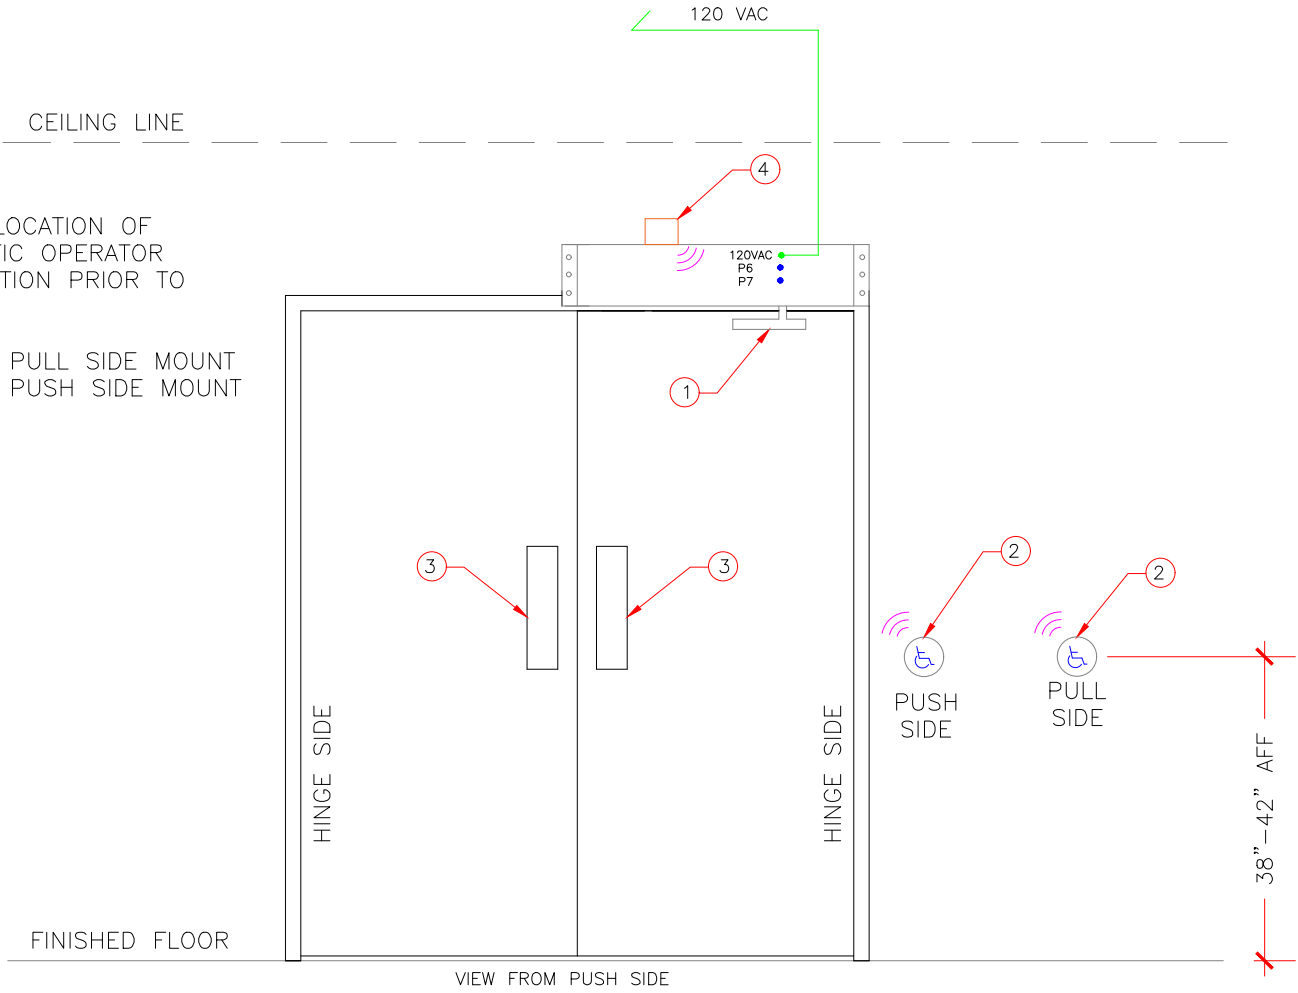 120 VAC
CEILING LINE
4
LOCATION OF
TIC OPERATOR
TION PRIOR TO
120VAC
P6
P7
PULL SIDE MOUNT
PUSH SIDE MOUNT
1
3
3
2
2
PUSH
SIDE
PULL
SIDE
HINGE SIDE
HINGE SIDE
38"-42" AFF
FINISHED FLOOR
VIEW FROM PUSH SIDE